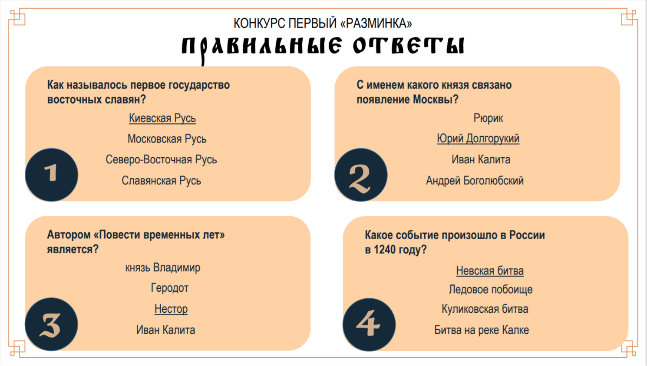 КОНКУРС ПЕРВЫЙ «РАЗМИНКА»
ПРАВИЛЬНЫЕ ОТВЕТЫ
Как называлось первое государство
восточных славян?
Киевская Русь
Московская Русь
Северо-Восточная Русь
Славянская Русь
1
С именем какого князя связано
появление Москвы?
Рюрик
Юрий Долгорукий
Иван Калита
Андрей Боголюбский
2
Автором «Повести временных лет»
является?
князь Владимир
Геродот
Нестор
Иван Калита
3
Какое событие произошло в России
в 1240 году?
Невская битва
Ледовое побоище
Куликовская битва
Битва на реке Калке
4